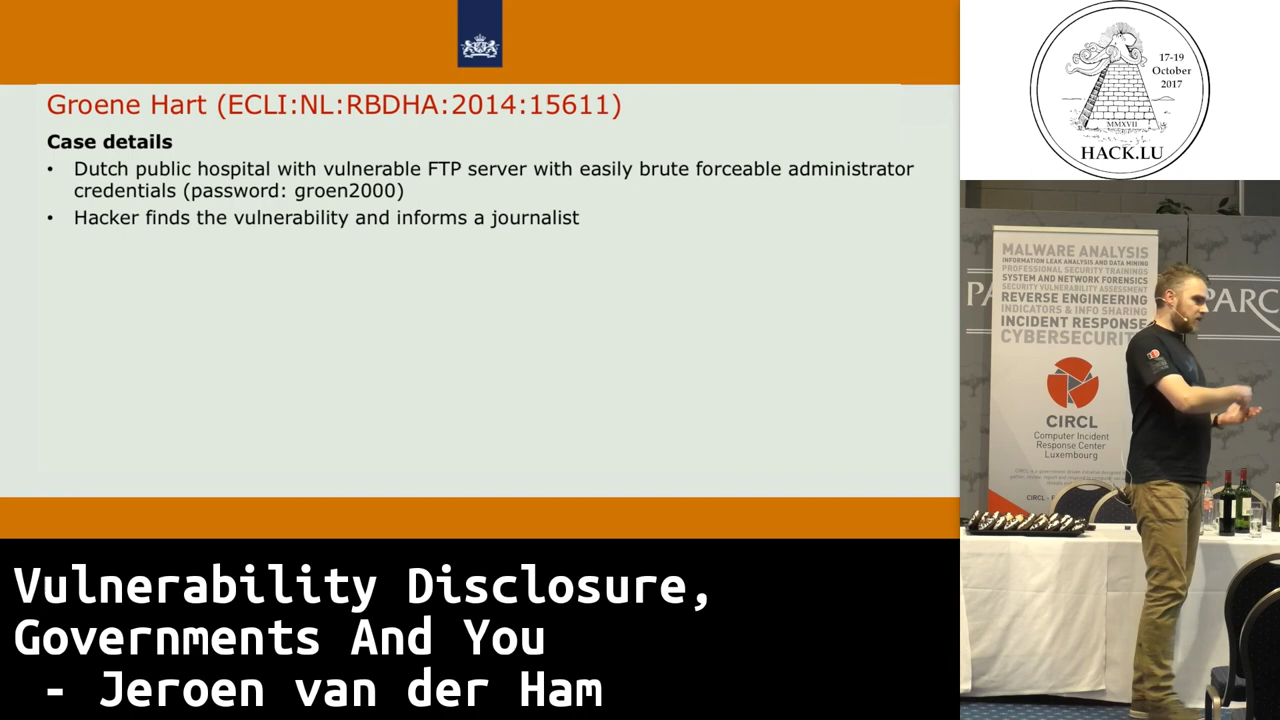 Groene Hart (ECLI:NL:RBDHA:2014:15611)
Case details
• Dutch public hospital with vulnerable FTP server with easily brute forceable administrator
credentials (password: groen2000)
• Hacker finds the vulnerability and informs a journalist
17-19
October
2017
MMXVII
HACK.LU
MALWARE ANALYSIS
INFORMATION LEAK ANALYSIS AND DATA MINING
PROFESSIONAL SECURITY TRAININGS
SYSTEM AND NETWORK FORENSICS
SECURITY VULNERABILITY ASSESSMENT
REVERSE ENGINEERING
INDICATORS & INFO SHARING
INCIDENT RESPONSE
CYBERSECURIT
PA
PARC
CIRCL
Computer Incident
Response Center
Luxembourg
CIRCL -
Vulnerability Disclosure,
Governments And You
- Jeroen van der Ham